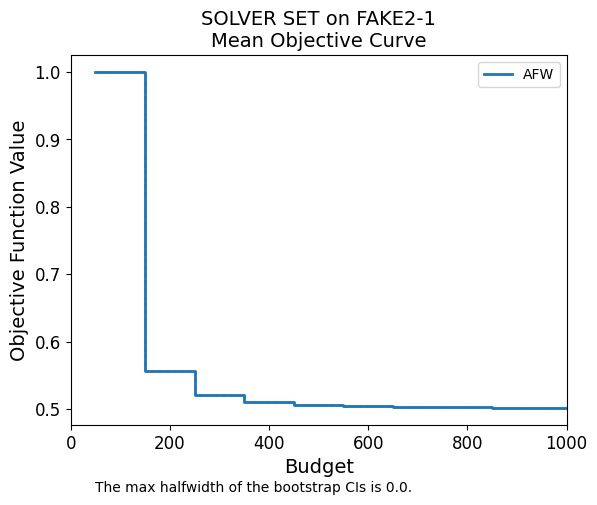 SOLVER SET on FAKE2-1
Mean Objective Curve
AFW
Objective Function Value
1.0
0.9
0.8
0.7
0.6
0.5
0 200 400 600 800 1000
Budget
The max halfwidth of the bootstrap CIs is 0.0.